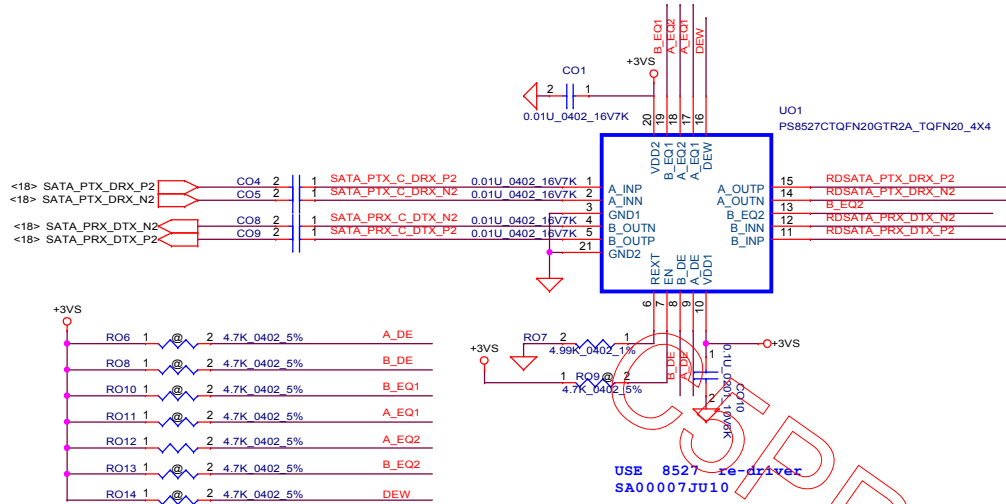 B_EQ1
A_EQ2
A_EQ1
DEW
+3VS
CO1
2 1
0.01U_0402_16V7K
UO1
PS8527CTQFN20GTR2A_TQFN20_4X4
20
19
18
17
16
VDD2
B_EQ1
A_EQ2
A_EQ1
DEW
<18> SATA_PTX_DRX_P2 CO4 2 1 SATA_PTX_C_DRX_P2 0.01U_0402_16V7K 1 A_INP A_OUTP 15 RDSATA_PTX_DRX_P2
<18> SATA_PTX_DRX_N2 CO5 2 1 SATA_PTX_C_DRX_N2 0.01U_0402_16V7K 2 A_INN A_OUTN 14 RDSATA_PTX_DRX_N2
3 GND1 B_EQ2 13 B_EQ2
<18> SATA_PRX_DTX_N2 CO8 2 1 SATA_PRX_C_DTX_N2 0.01U_0402_16V7K 4 B_OUTN B_INN 12 RDSATA_PRX_DTX_N2
<18> SATA_PRX_DTX_P2 CO9 2 1 SATA_PRX_C_DTX_P2 0.01U_0402_16V7K 5 B_OUTP B_INP 11 RDSATA_PRX_DTX_P2
21 GND2
REXT
EN
B_DE
A_DE
VDD1
6
7
8
9
10
+3VS
RO6 1 @ 2 4.7K_0402_5% A_DE
RO8 1 @ 2 4.7K_0402_5% B_DE
RO10 1 @ 2 4.7K_0402_5% B_EQ1
RO11 1 @ 2 4.7K_0402_5% A_EQ1
RO12 1 2 4.7K_0402_5% A_EQ2
RO13 1 @ 2 4.7K_0402_5% B_EQ2
RO14 1 @ 2 4.7K_0402_5% DEW
RO7 2 1
4.99K_0402_1%
+3VS
1 RO9 @ 2
4.7K_0402_5%
B_DE
A_DE
+3VS
1
2
0.1U_0201_10V6K
CO10
USE 8527 re-driver
SA00007JU10